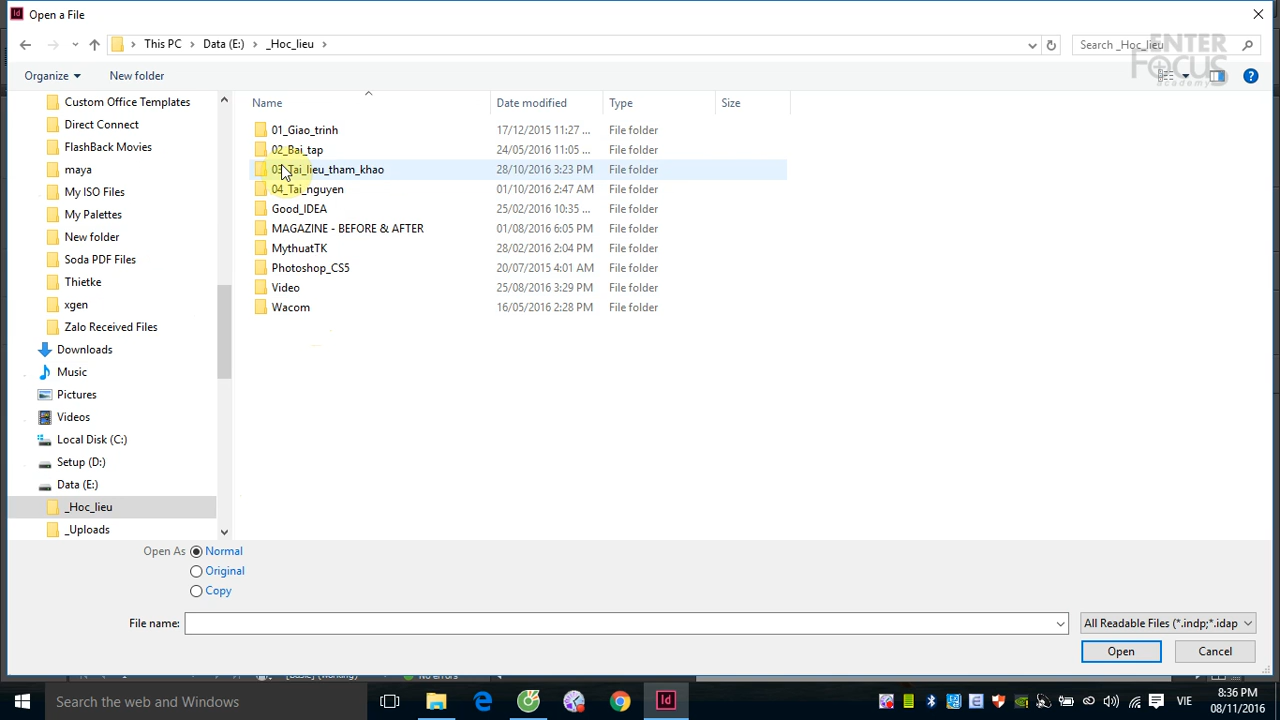 Id Open a File
This PC > Data (E:) > _Hoc_lieu >
Search _Hoc_lieu
ENTER
FOCUS
academy
Organize
New folder
?
Name
Date modified
Type
Size
Custom Office Templates
Direct Connect
FlashBack Movies
maya
My ISO Files
My Palettes
New folder
Soda PDF Files
Thietke
xgen
Zalo Received Files
Downloads
Music
Pictures
Videos
Local Disk (C:)
Setup (D:)
Data (E:)
_Hoc_lieu
_Uploads
01_Giao_trinh 17/12/2015 11:27 ... File folder
02_Bai_tap 24/05/2016 11:05 ... File folder
03_Tai_lieu_tham_khao 28/10/2016 3:23 PM File folder
04_Tai_nguyen 01/10/2016 2:47 AM File folder
Good_IDEA 25/02/2016 10:35 ... File folder
MAGAZINE - BEFORE & AFTER 01/08/2016 6:05 PM File folder
MythuatTK 28/02/2016 2:04 PM File folder
Photoshop_CS5 20/07/2015 4:01 AM File folder
Video 25/08/2016 3:29 PM File folder
Wacom 16/05/2016 2:28 PM File folder
Open As Normal
Original
Copy
File name:
All Readable Files (*.indp;*.idap
Open
Cancel
[Basic] (working)
No errors
Search the web and Windows
Id
VIE
8:36 PM
08/11/2016